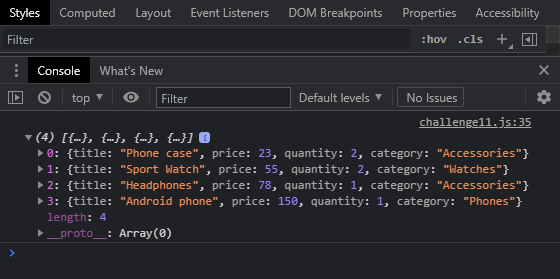 Styles Computed Layout Event Listeners DOM Breakpoints Properties Accessibility
Filter :hov .cls
Console What's New
top Filter Default levels No Issues
challenge11.js:35
(4) [{…}, {…}, {…}, {…}]
0: {title: "Phone case", price: 23, quantity: 2, category: "Accessories"}
1: {title: "Sport Watch", price: 55, quantity: 2, category: "Watches"}
2: {title: "Headphones", price: 78, quantity: 1, category: "Accessories"}
3: {title: "Android phone", price: 150, quantity: 1, category: "Phones"}
length: 4
__proto__: Array(0)